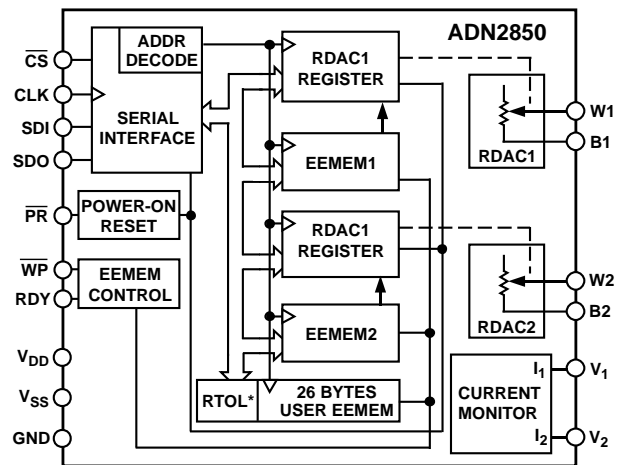 ADN2850
CS
CLK
SDI
SDO
PR
WP
RDY
VDD
VSS
GND
ADDR
DECODE
SERIAL
INTERFACE
POWER-ON
RESET
EEMEM
CONTROL
RDAC1
REGISTER
EEMEM1
RDAC1
REGISTER
EEMEM2
RTOL*
26 BYTES
USER EEMEM
RDAC1
W1
B1
RDAC2
W2
B2
CURRENT
MONITOR
I1
I2
V1
V2